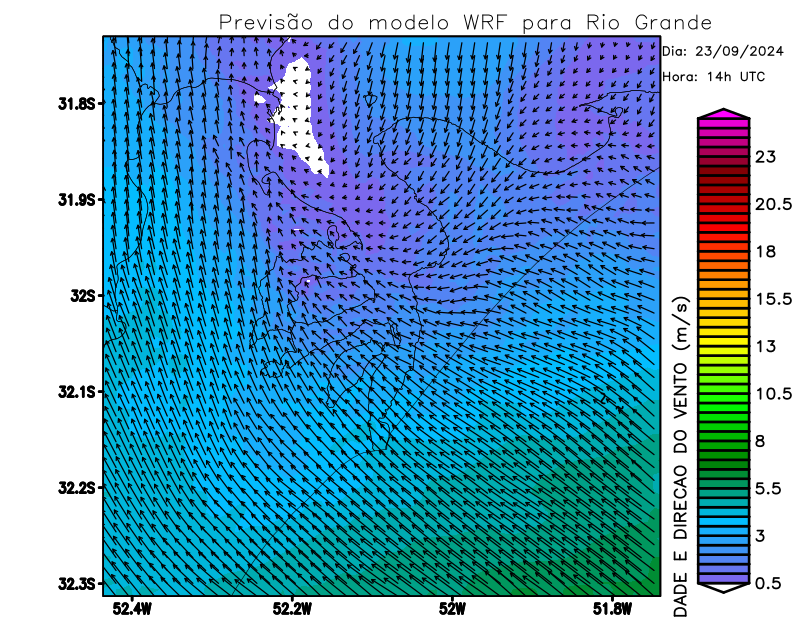 Previsão do modelo WRF para Rio Grande
Dia: 23/09/2024
Hora: 14h UTC
31.8S
31.9S
32S
32.1S
32.2S
32.3S
52.4W 52.2W 52W 51.8W
23
20.5
18
15.5
13
10.5
8
5.5
3
0.5
DADE E DIRECAO DO VENTO (m/s)